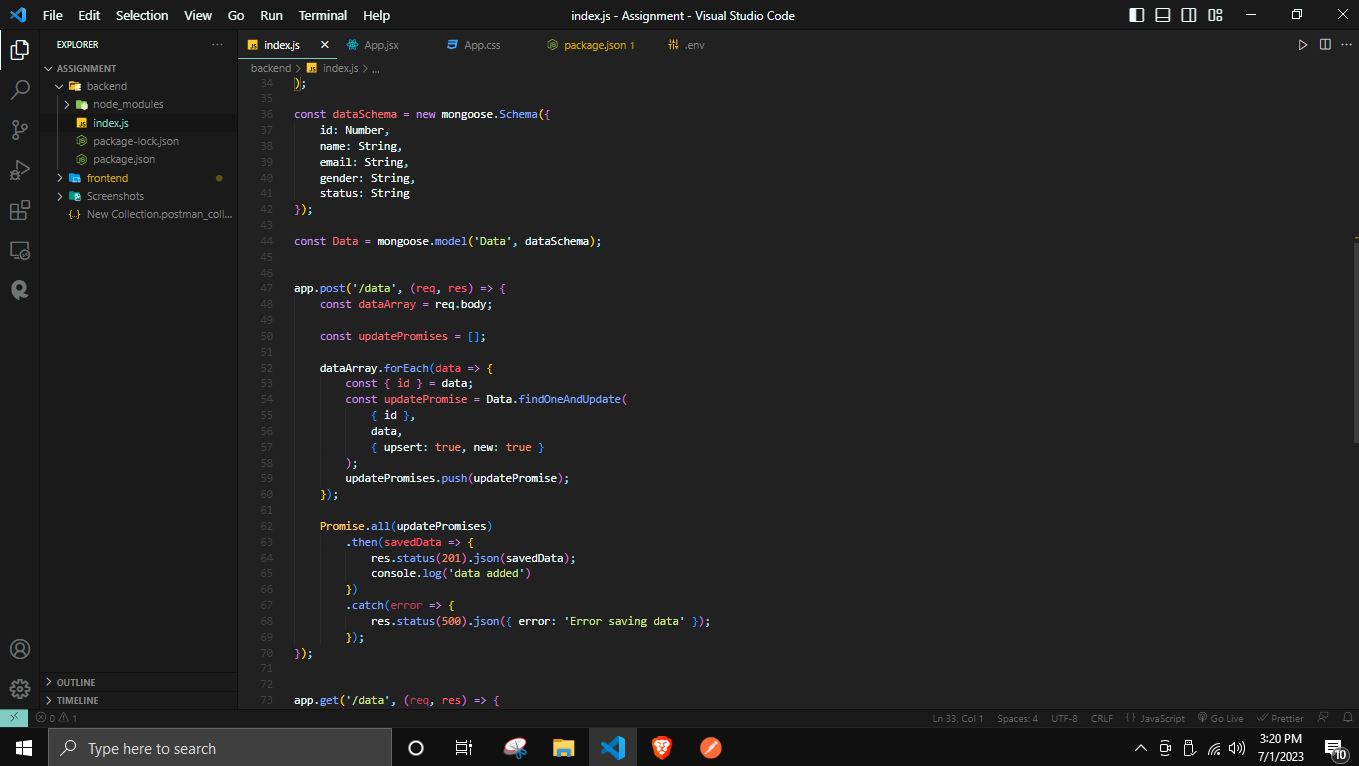 File Edit Selection View Go Run Terminal Help index.js - Assignment - Visual Studio Code
EXPLORER
ASSIGNMENT
backend
node_modules
index.js
package-lock.json
package.json
frontend
Screenshots
New Collection.postman_coll...
OUTLINE
TIMELINE
index.js App.jsx App.css package.json 1 .env
backend > index.js > ...
34 );
35
36 const dataSchema = new mongoose.Schema({
37     id: Number,
38     name: String,
39     email: String,
40     gender: String,
41     status: String
42 });
43
44 const Data = mongoose.model('Data', dataSchema);
45
46
47 app.post('/data', (req, res) => {
48     const dataArray = req.body;
49
50     const updatePromises = [];
51
52     dataArray.forEach(data => {
53         const { id } = data;
54         const updatePromise = Data.findOneAndUpdate(
55             { id },
56             data,
57             { upsert: true, new: true }
58         );
59         updatePromises.push(updatePromise);
60     });
61
62     Promise.all(updatePromises)
63         .then(savedData => {
64             res.status(201).json(savedData);
65             console.log('data added')
66         })
67         .catch(error => {
68             res.status(500).json({ error: 'Error saving data' });
69         });
70 });
71
72
73 app.get('/data', (req, res) => {
0 1 Ln 33, Col 1 Spaces: 4 UTF-8 CRLF JavaScript Go Live Prettier
Type here to search
3:20 PM
7/1/2023
10